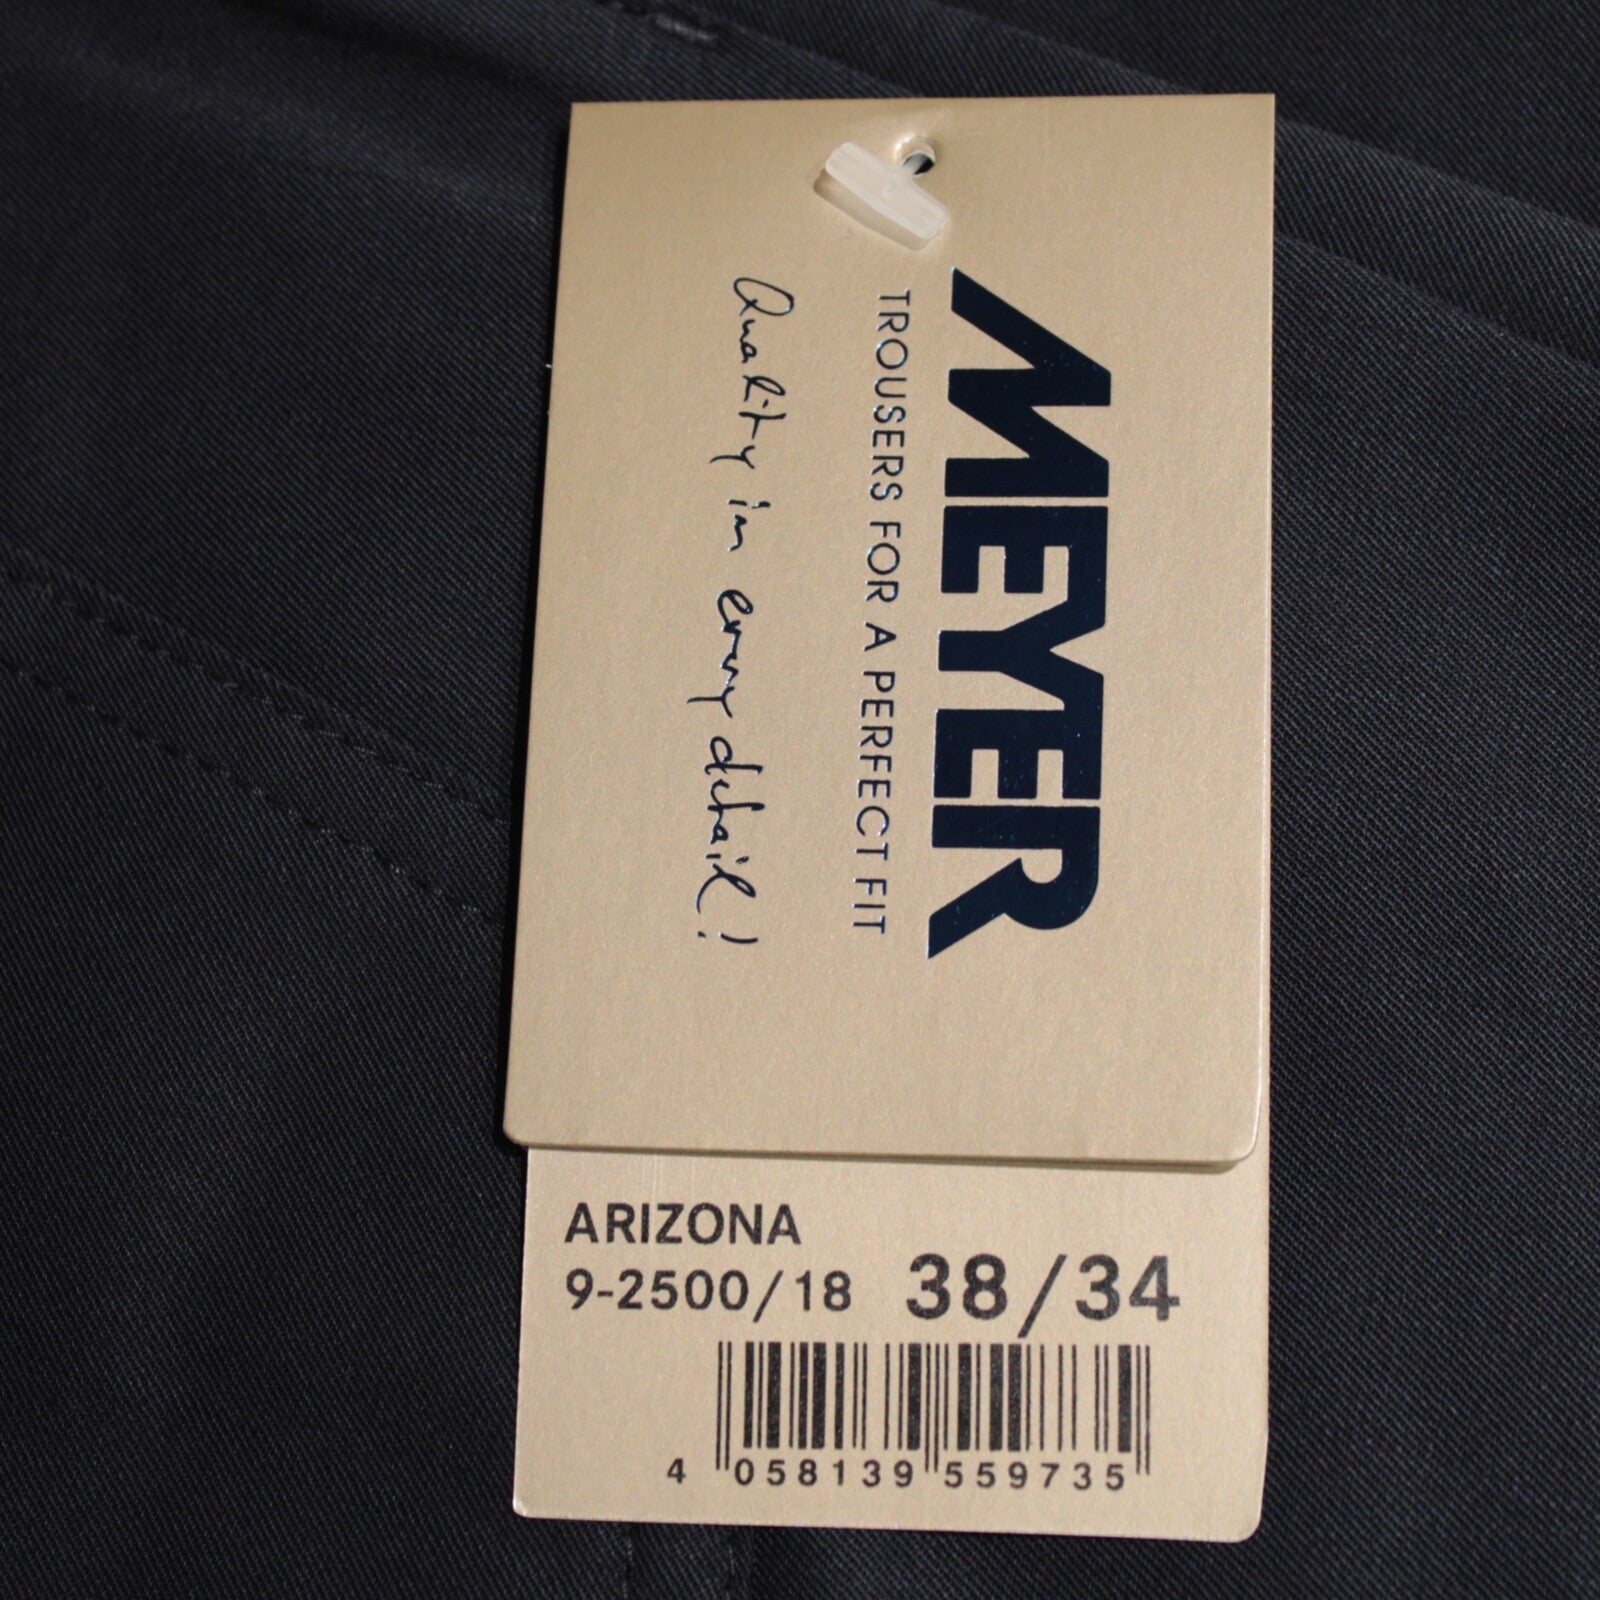 MEYER
TROUSERS FOR A PERFECT FIT
Quality in every detail!
ARIZONA
9-2500/18 38/34
4 058139 559735